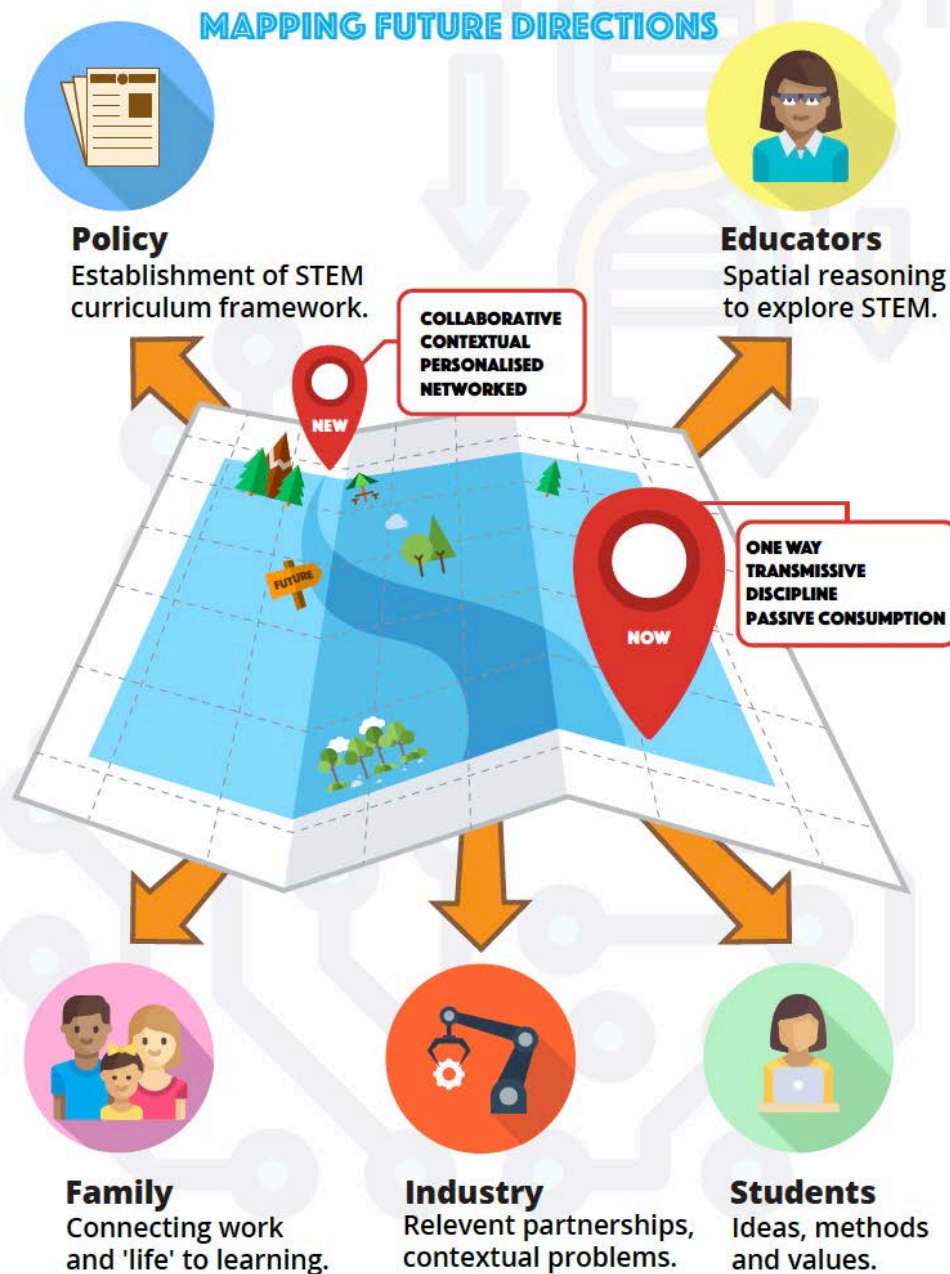 MAPPING FUTURE DIRECTIONS
Policy
Establishment of STEM
curriculum framework.
Educators
Spatial reasoning
to explore STEM.
COLLABORATIVE
CONTEXTUAL
PERSONALISED
NETWORKED
NEW
ONE WAY
TRANSMISSIVE
DISCIPLINE
PASSIVE CONSUMPTION
FUTURE
NOW
Family
Connecting work
and 'life' to learning.
Industry
Relevent partnerships,
contextual problems.
Students
Ideas, methods
and values.